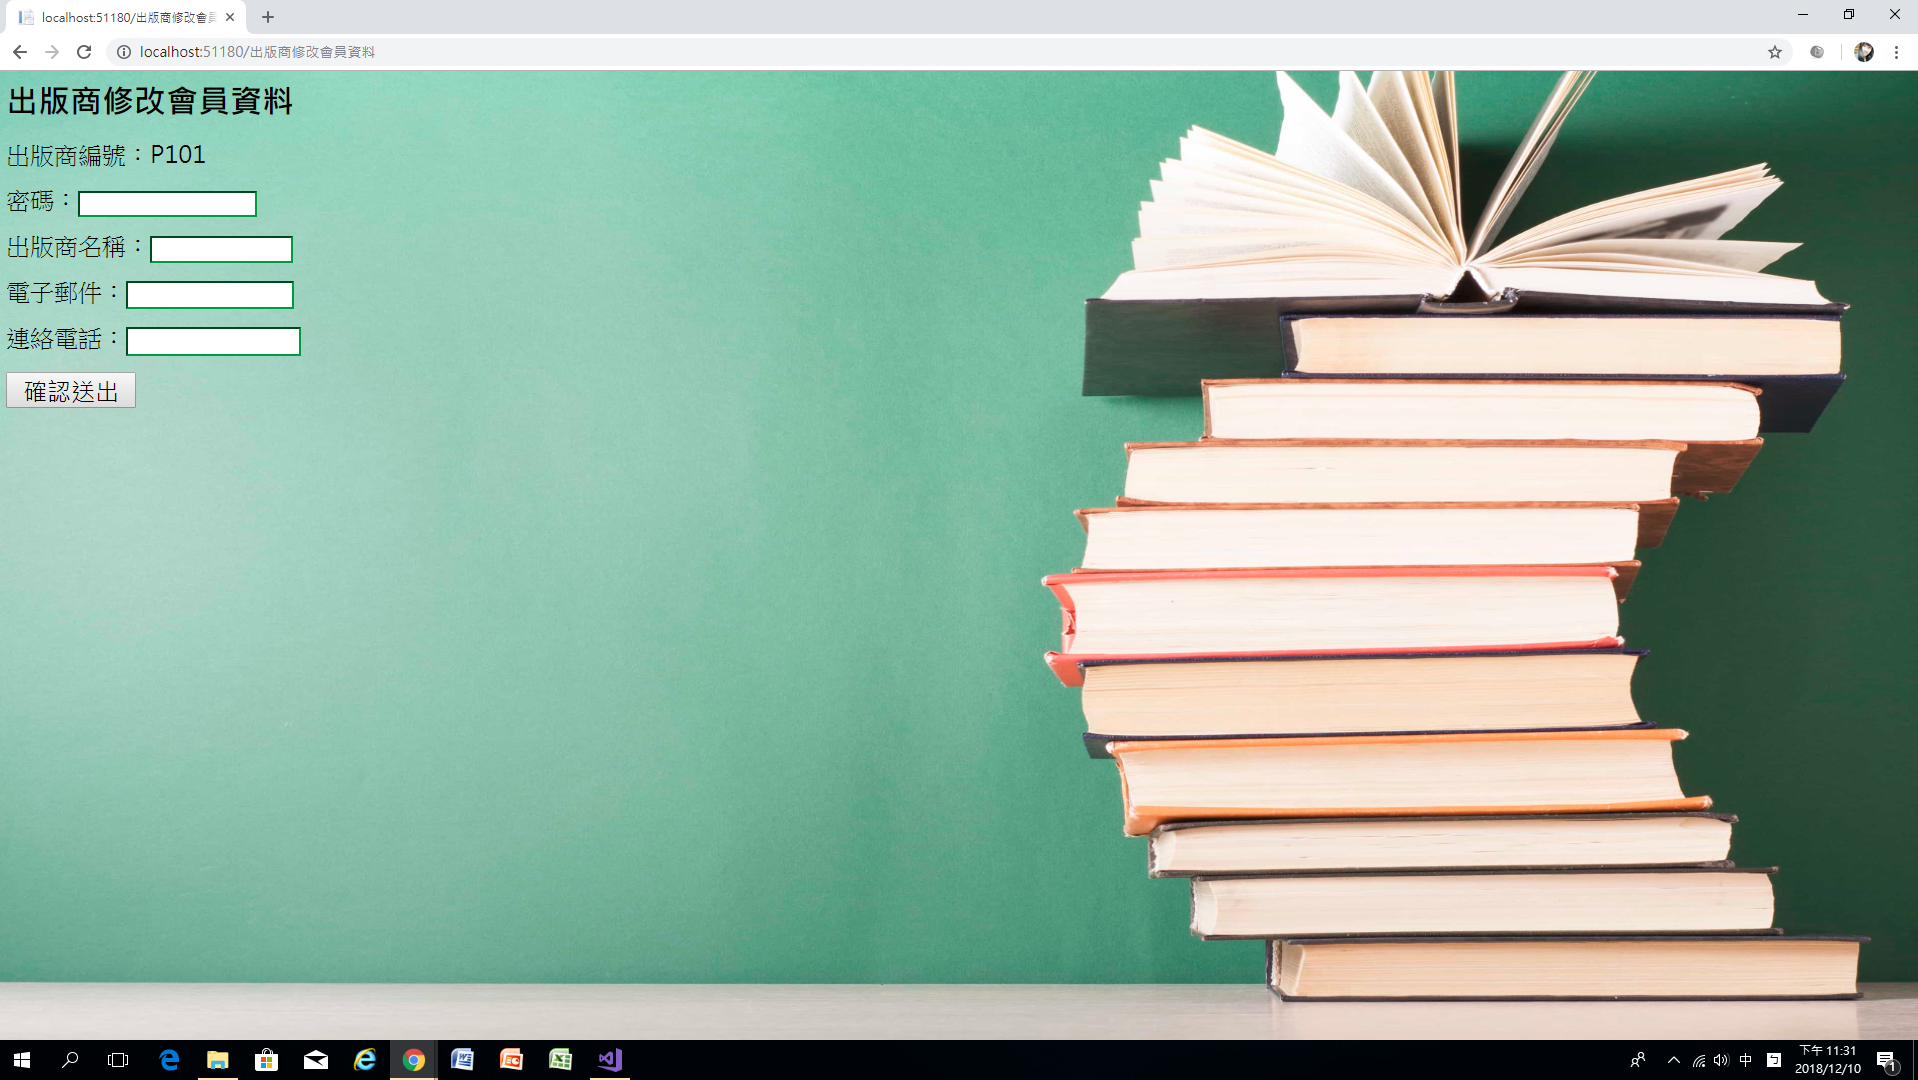 localhost:51180/出版商修改會員
localhost:51180/出版商修改會員資料
出版商修改會員資料
出版商編號：P101
密碼：
出版商名稱：
電子郵件：
連絡電話：
確認送出
中
下午 11:31
2018/12/10
1